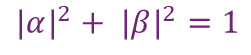 |α|² + |β|² = 1